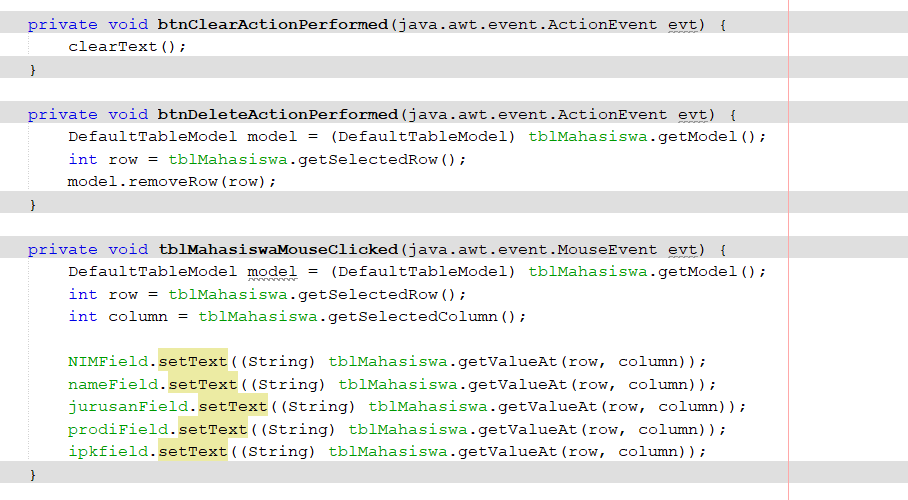 private void btnClearActionPerformed(java.awt.event.ActionEvent evt) {
    clearText();
}
private void btnDeleteActionPerformed(java.awt.event.ActionEvent evt) {
    DefaultTableModel model = (DefaultTableModel) tblMahasiswa.getModel();
    int row = tblMahasiswa.getSelectedRow();
    model.removeRow(row);
}
private void tblMahasiswaMouseClicked(java.awt.event.MouseEvent evt) {
    DefaultTableModel model = (DefaultTableModel) tblMahasiswa.getModel();
    int row = tblMahasiswa.getSelectedRow();
    int column = tblMahasiswa.getSelectedColumn();
    NIMField.setText((String) tblMahasiswa.getValueAt(row, column));
    nameField.setText((String) tblMahasiswa.getValueAt(row, column));
    jurusanField.setText((String) tblMahasiswa.getValueAt(row, column));
    prodiField.setText((String) tblMahasiswa.getValueAt(row, column));
    ipkfield.setText((String) tblMahasiswa.getValueAt(row, column));
}